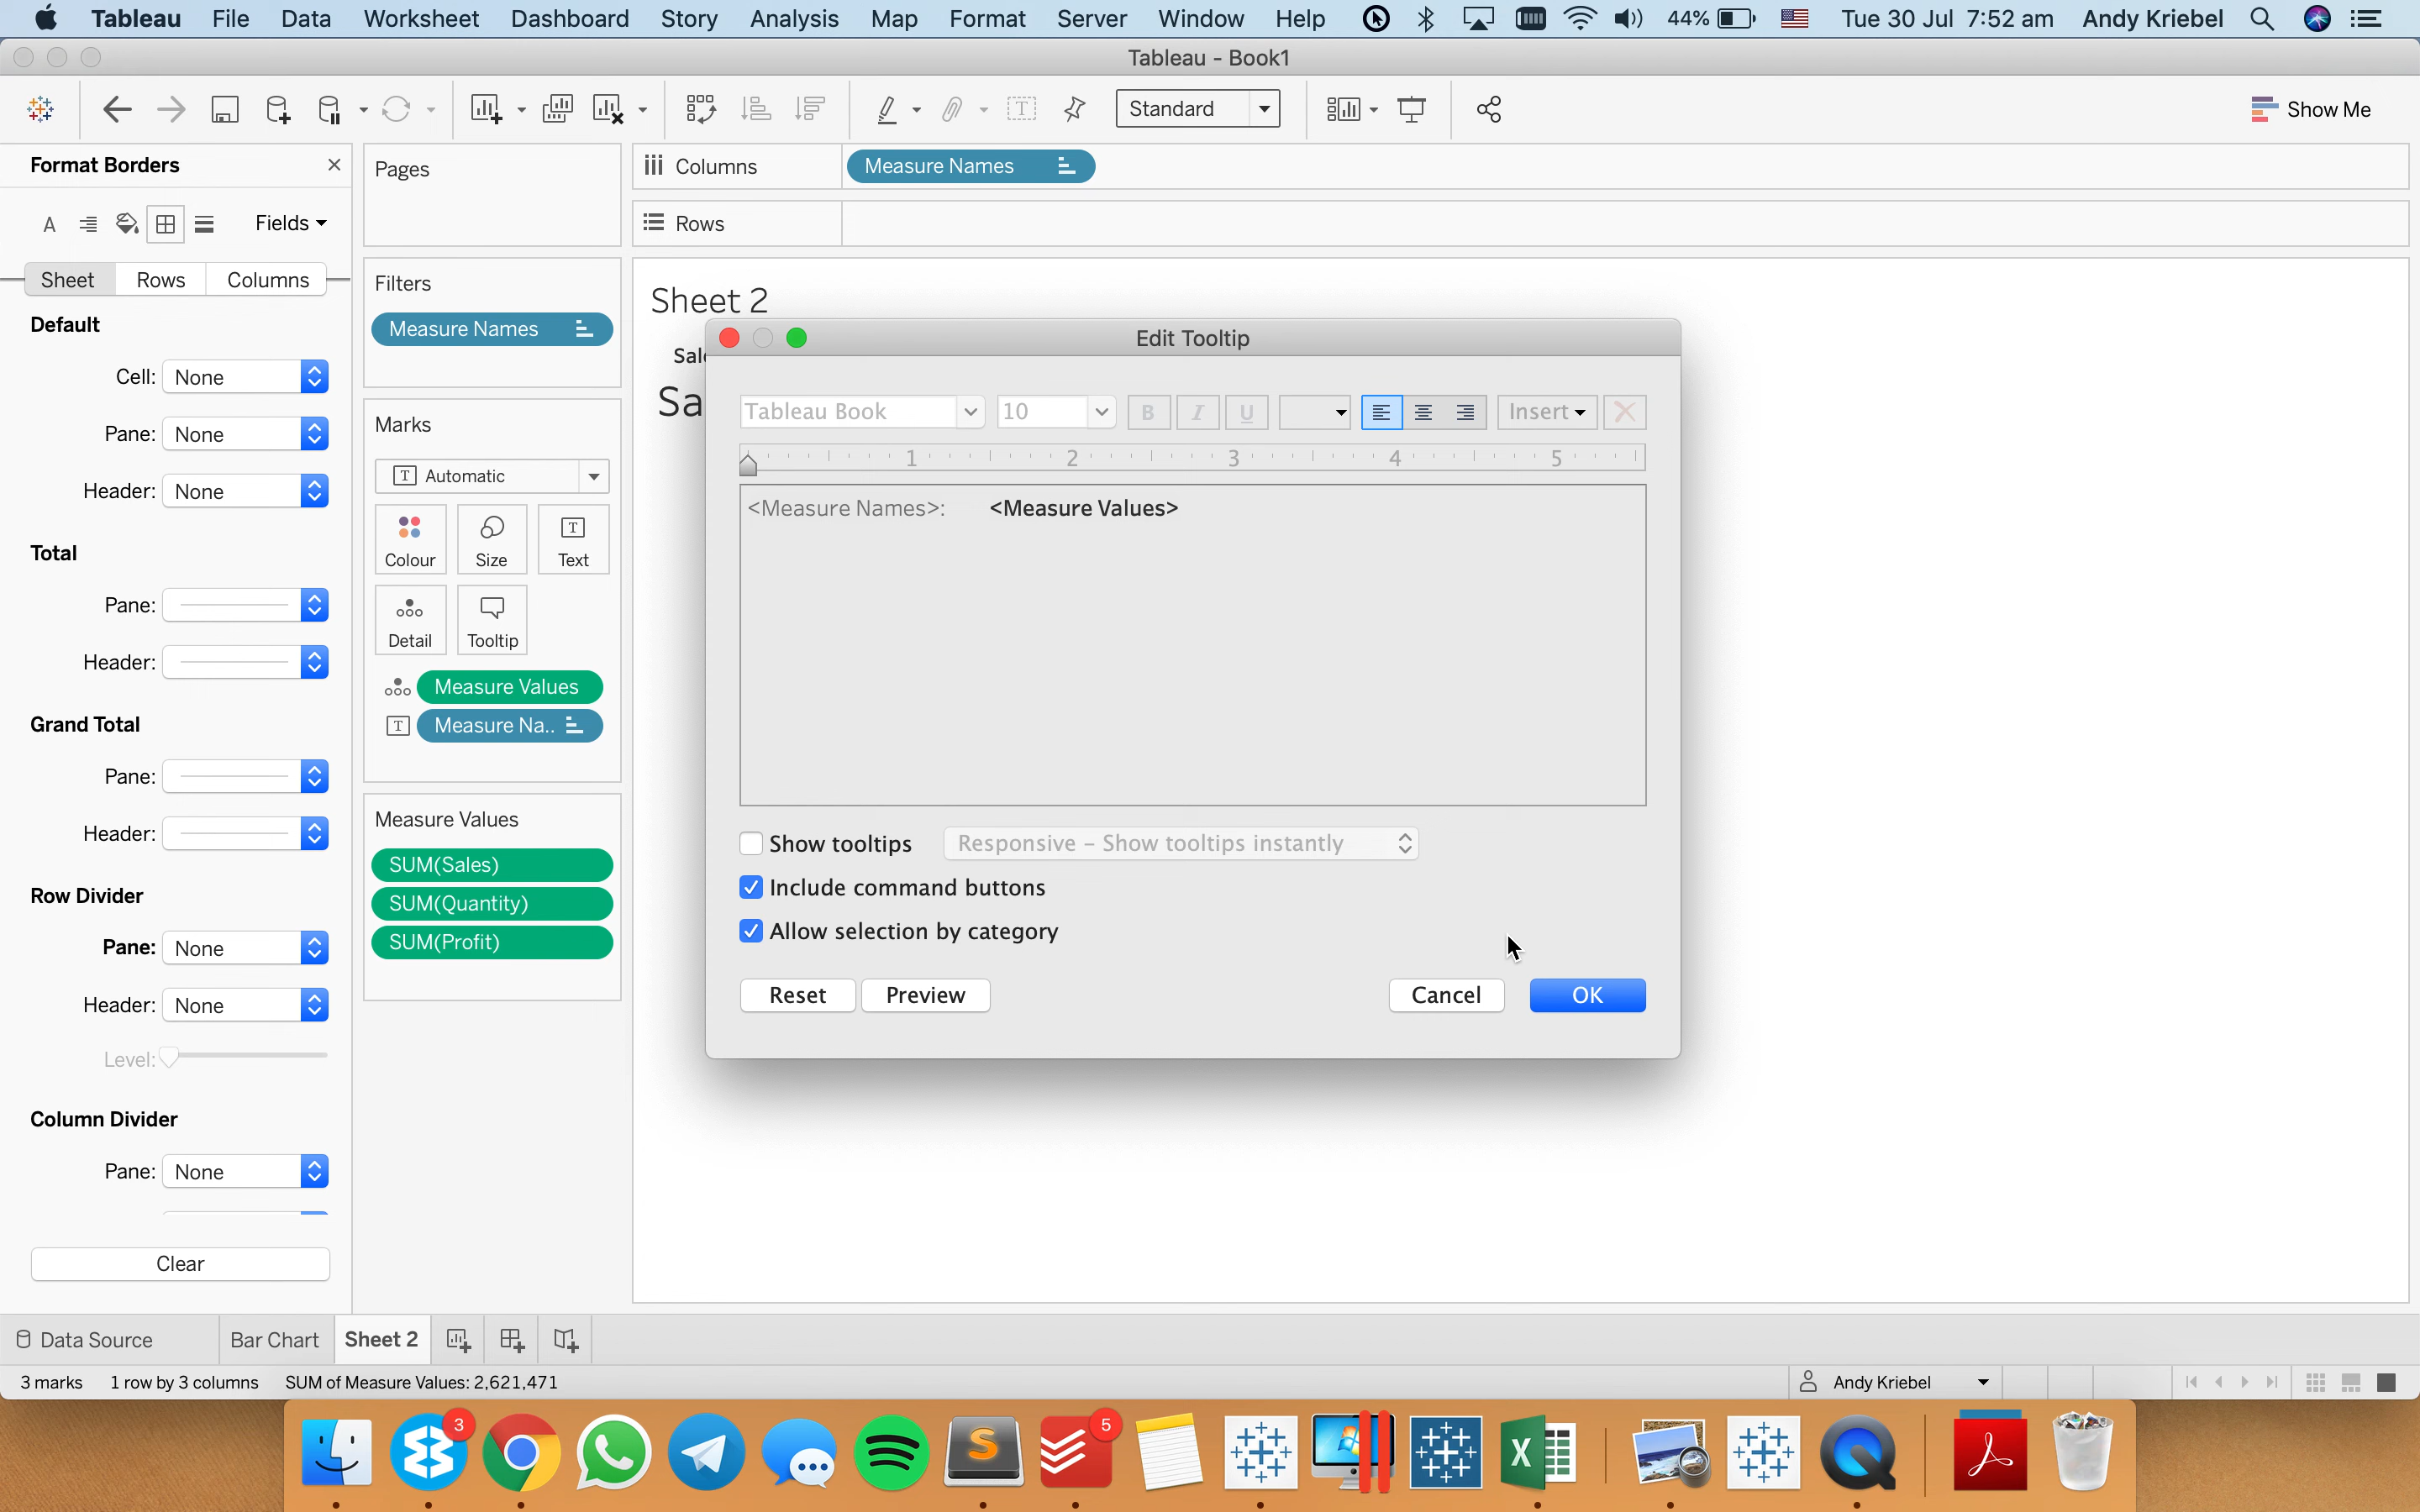 Tableau File Data Worksheet Dashboard Story Analysis Map Format Server Window Help 44% Tue 30 Jul 7:52 am Andy Kriebel
Tableau - Book1
Standard Show Me
Format Borders
Fields
Sheet Rows Columns
Default
Cell: None
Pane: None
Header: None
Total
Pane:
Header:
Grand Total
Pane:
Header:
Row Divider
Pane: None
Header: None
Level:
Column Divider
Pane: None
Clear
Pages
Filters
Measure Names
Marks
Automatic
Colour Size Text
Detail Tooltip
Measure Values
Measure Na..
Measure Values
SUM(Sales)
SUM(Quantity)
SUM(Profit)
Columns Measure Names
Rows
Sheet 2
Edit Tooltip
Tableau Book 10 B I U Insert
1 2 3 4 5
<Measure Names>: <Measure Values>
Show tooltips Responsive – Show tooltips instantly
Include command buttons
Allow selection by category
Reset Preview Cancel OK
Data Source Bar Chart Sheet 2
3 marks 1 row by 3 columns SUM of Measure Values: 2,621,471 Andy Kriebel
3 5